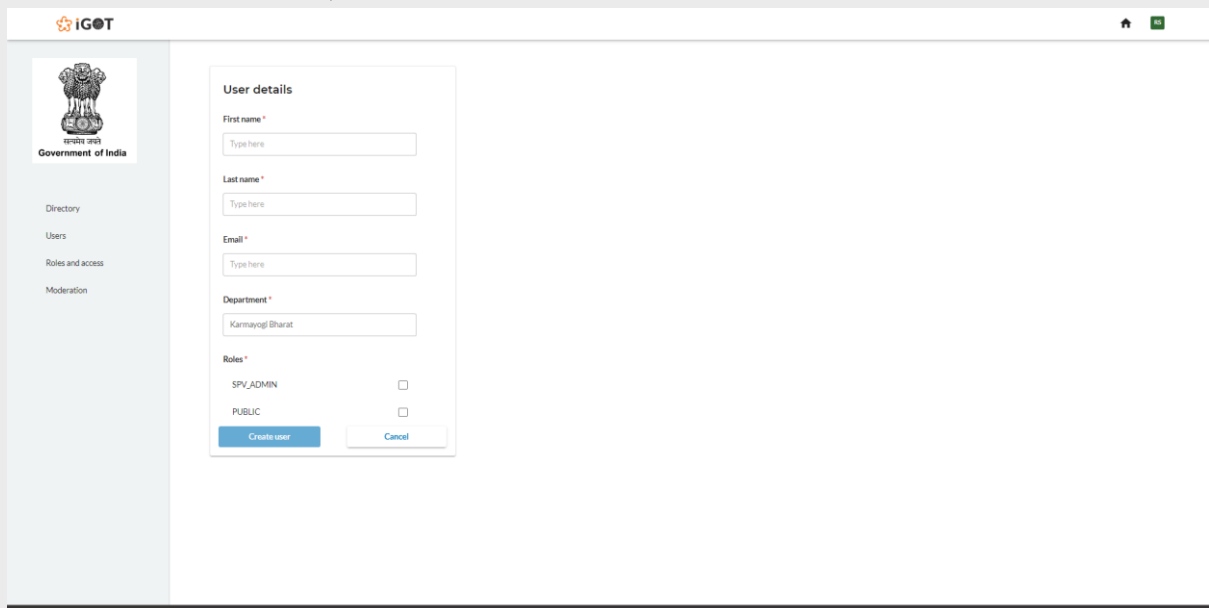 iGOT
RS
सत्यमेव जयते
Government of India
Directory
Users
Roles and access
Moderation
User details
First name *
Type here
Last name *
Type here
Email *
Type here
Department *
Karmayogi Bharat
Roles *
SPV_ADMIN
PUBLIC
Create user Cancel